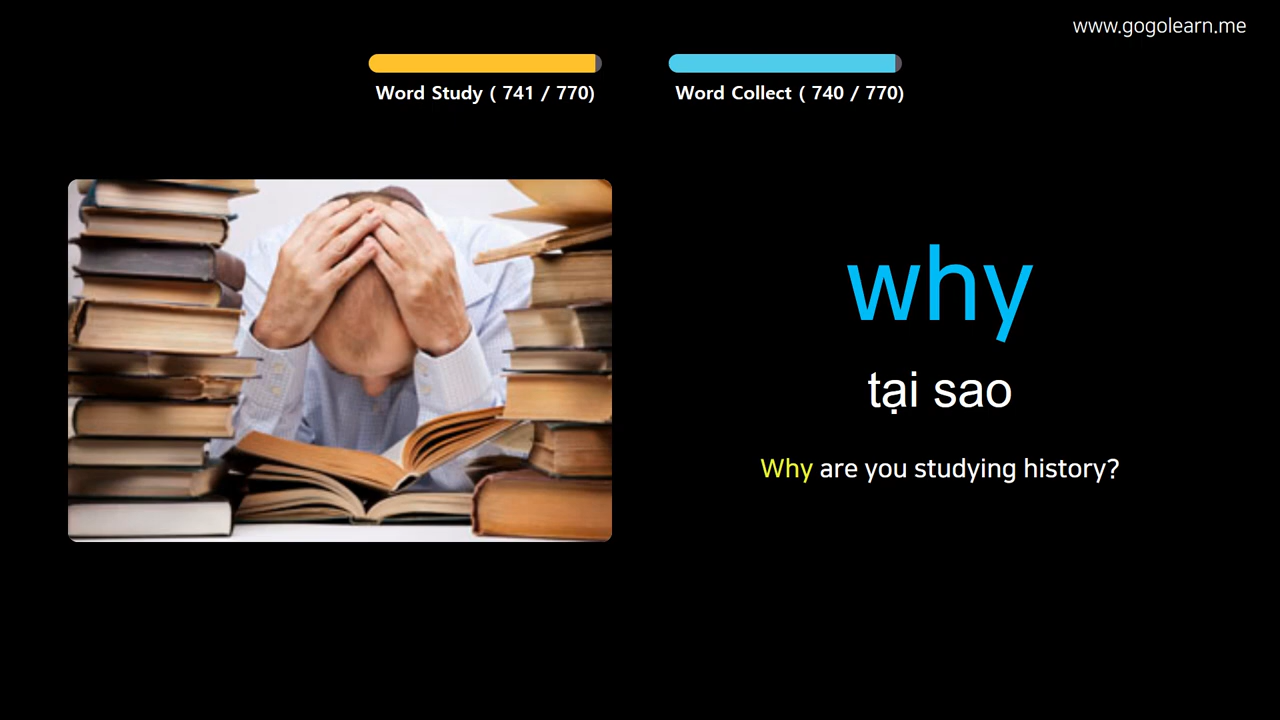 www.gogolearn.me
Word Study ( 741 / 770)
Word Collect ( 740 / 770)
why
tại sao
Why are you studying history?